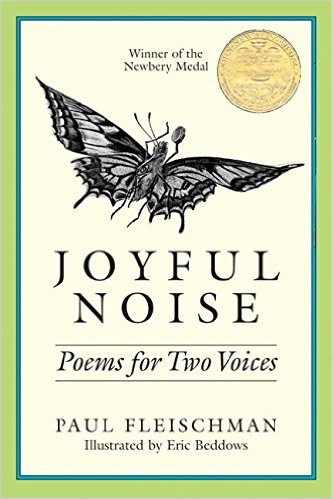 Winner of the
Newbery Medal
JOYFUL
NOISE
Poems for Two Voices
PAUL FLEISCHMAN
Illustrated by Eric Beddows